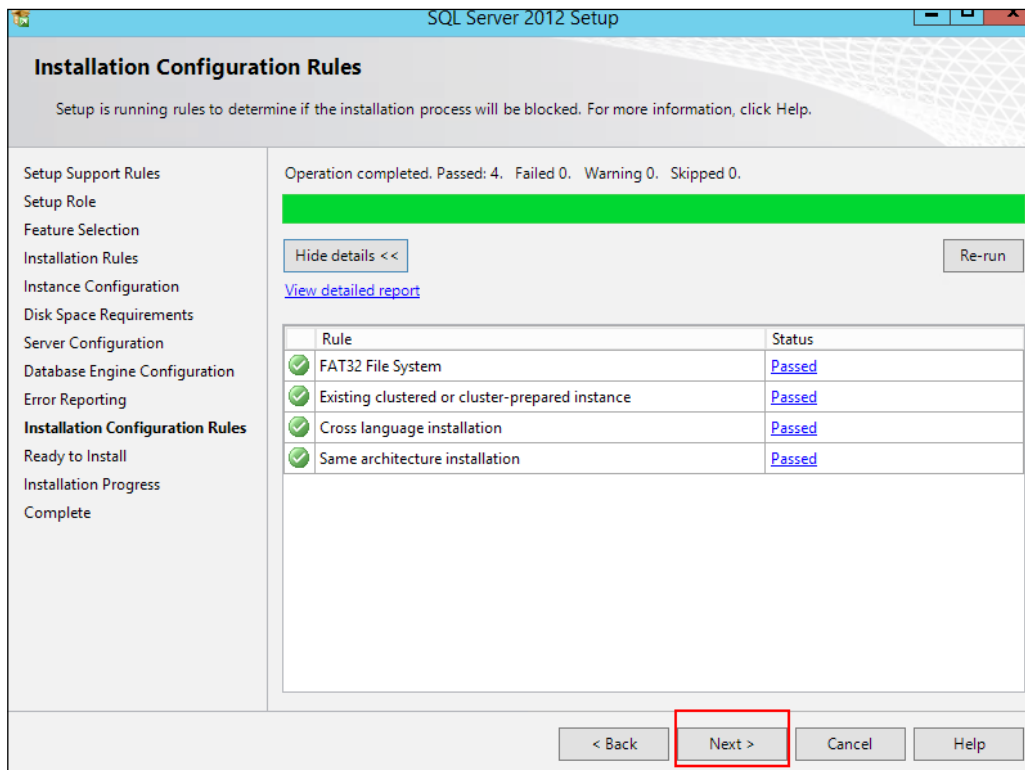 SQL Server 2012 Setup
Installation Configuration Rules
Setup is running rules to determine if the installation process will be blocked. For more information, click Help.
Setup Support Rules
Setup Role
Feature Selection
Installation Rules
Instance Configuration
Disk Space Requirements
Server Configuration
Database Engine Configuration
Error Reporting
Installation Configuration Rules
Ready to Install
Installation Progress
Complete
Operation completed. Passed: 4.   Failed 0.   Warning 0.   Skipped 0.
Hide details << Re-run
View detailed report
Rule Status
FAT32 File System Passed
Existing clustered or cluster-prepared instance Passed
Cross language installation Passed
Same architecture installation Passed
< Back Next > Cancel Help